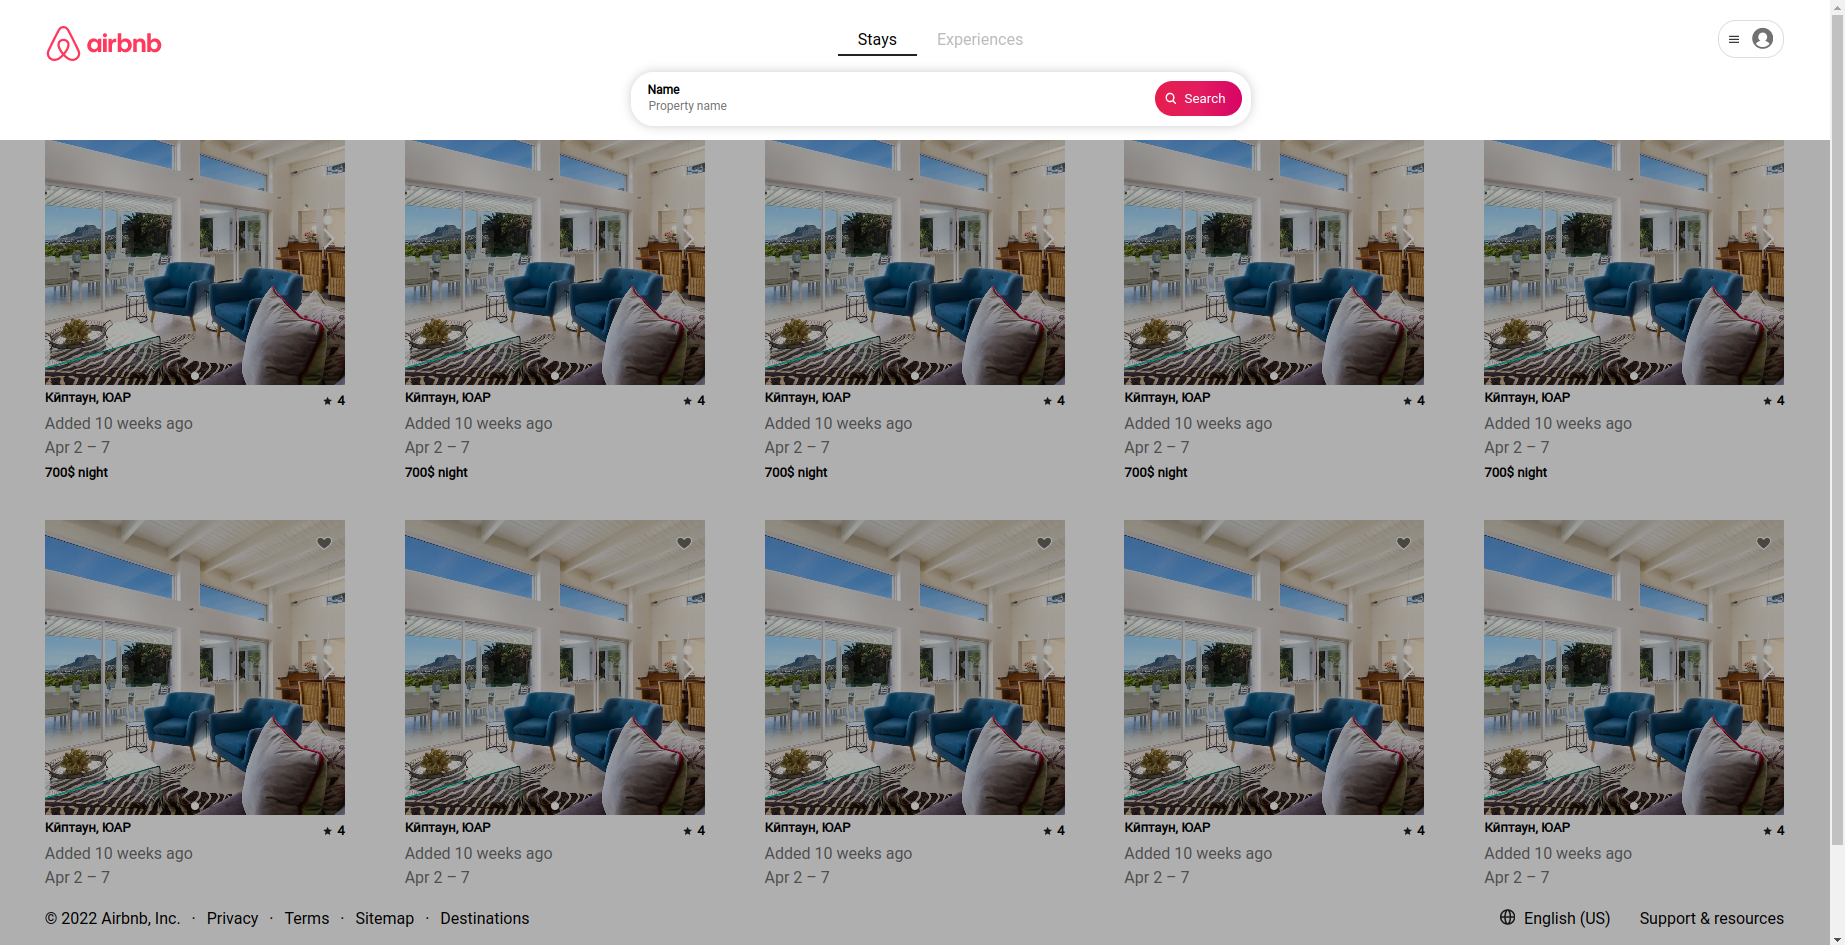 airbnb
Stays Experiences
Name
Property name
Search
Кйптаун, ЮАР 4 Кйптаун, ЮАР 4 Кйптаун, ЮАР 4 Кйптаун, ЮАР 4 Кйптаун, ЮАР 4
Added 10 weeks ago Added 10 weeks ago Added 10 weeks ago Added 10 weeks ago Added 10 weeks ago
Apr 2 – 7 Apr 2 – 7 Apr 2 – 7 Apr 2 – 7 Apr 2 – 7
700$ night 700$ night 700$ night 700$ night 700$ night
Кйптаун, ЮАР 4 Кйптаун, ЮАР 4 Кйптаун, ЮАР 4 Кйптаун, ЮАР 4 Кйптаун, ЮАР 4
Added 10 weeks ago Added 10 weeks ago Added 10 weeks ago Added 10 weeks ago Added 10 weeks ago
Apr 2 – 7 Apr 2 – 7 Apr 2 – 7 Apr 2 – 7 Apr 2 – 7
© 2022 Airbnb, Inc. · Privacy · Terms · Sitemap · Destinations English (US) Support & resources